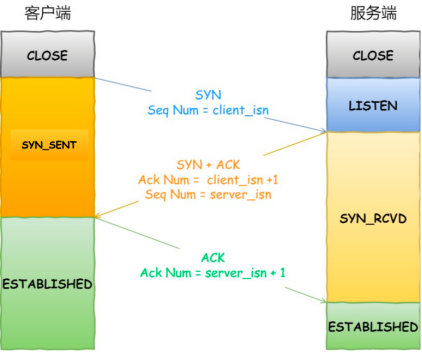 客户端
服务端
CLOSE
CLOSE
SYN
Seq Num = client_isn
LISTEN
SYN_SENT
SYN + ACK
Ack Num = client_isn +1
Seq Num = server_isn
SYN_RCVD
ACK
Ack Num = server_isn + 1
ESTABLISHED
ESTABLISHED